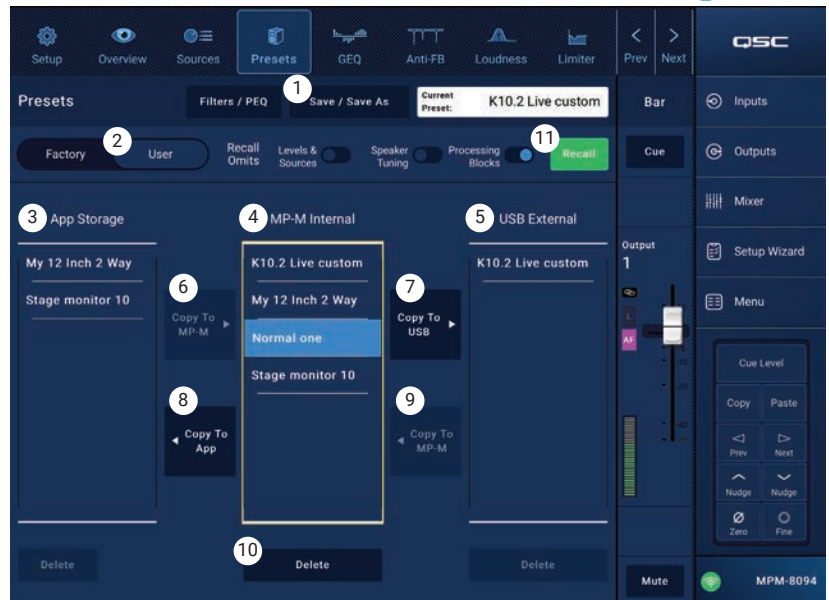 Setup Overview Sources Presets GEQ Anti-FB Loudness Limiter Prev Next
QSC
Presets
Filters / PEQ
1
Save / Save As
Current Preset:
K10.2 Live custom
Bar
Inputs
Factory
2
User
Recall Omits
Levels & Sources
Speaker Tuning
Processing Blocks
11
Recall
Cue
Outputs
Mixer
3 App Storage
4 MP-M Internal
5 USB External
Output
1
Setup Wizard
Menu
My 12 Inch 2 Way
Stage monitor 10
6
Copy To MP-M
8
Copy To App
K10.2 Live custom
My 12 Inch 2 Way
Normal one
Stage monitor 10
7
Copy To USB
9
Copy To MP-M
K10.2 Live custom
L
AF
Cue Level
Copy Paste
Prev Next
Nudge Nudge
Zero Fine
Delete
10
Delete
Delete
Mute
MPM-8094